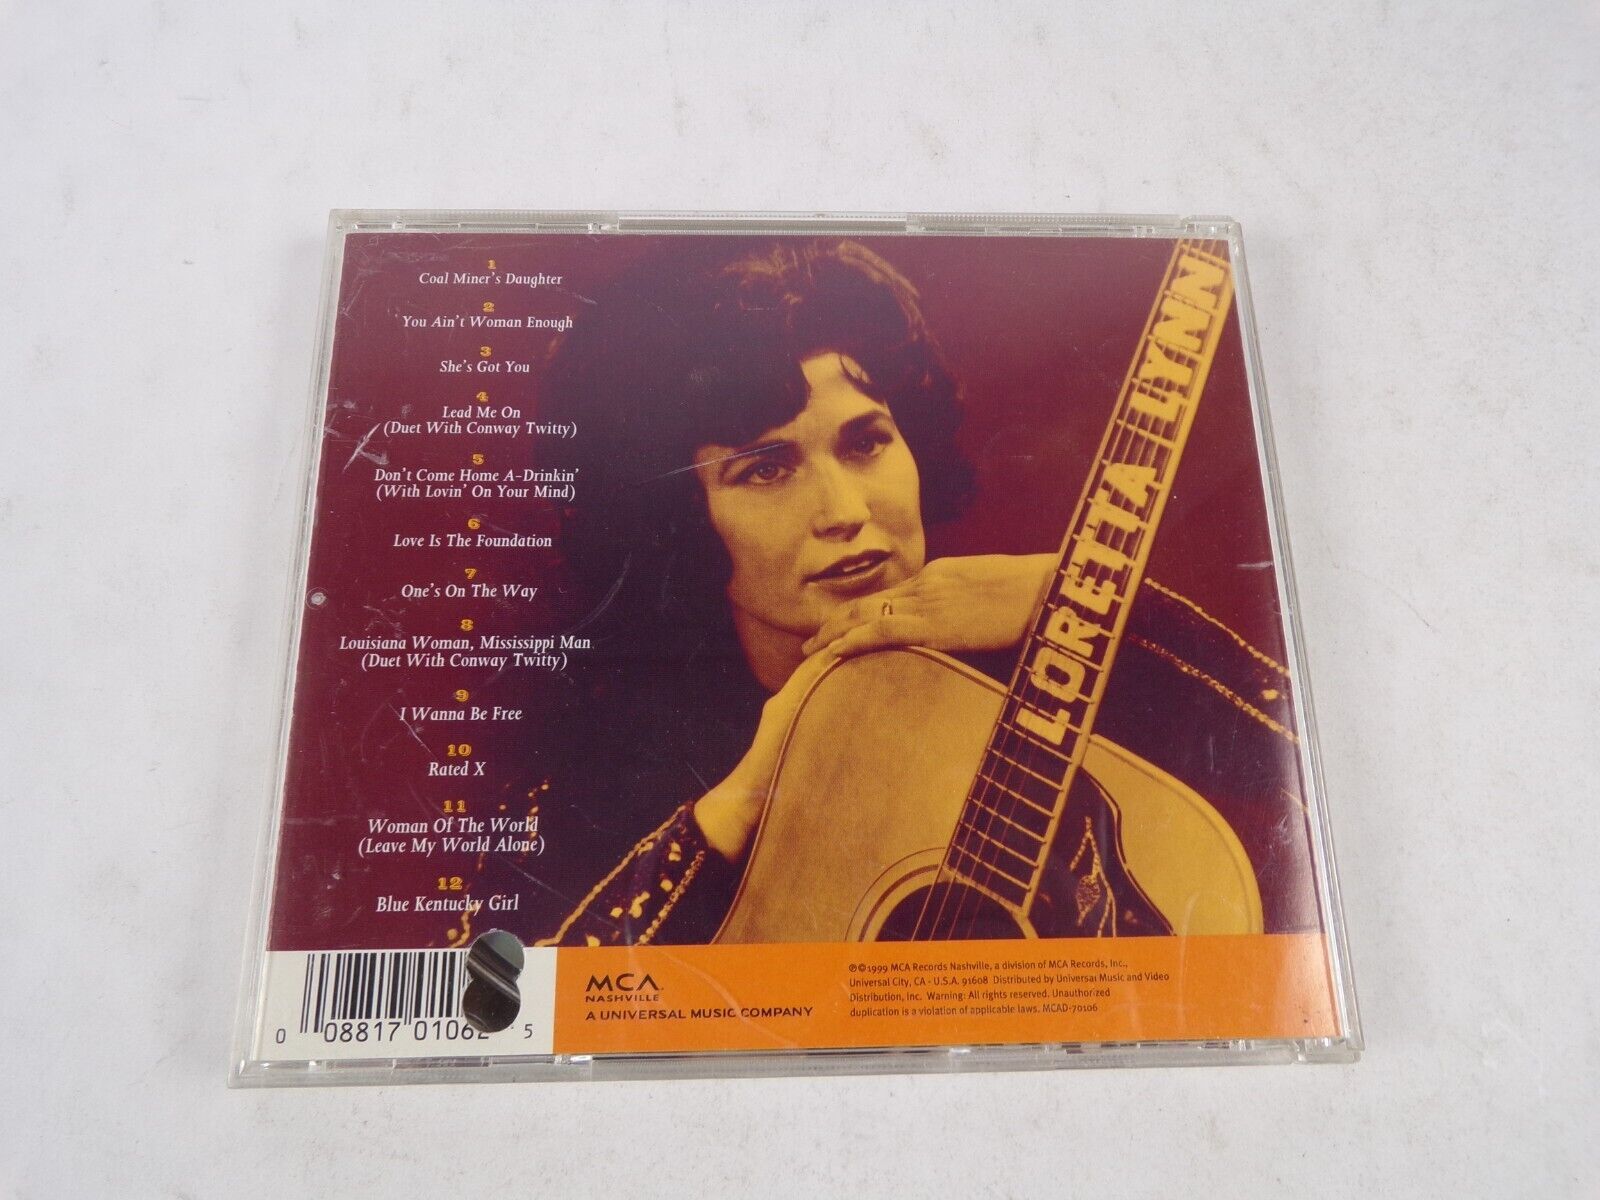 1
Coal Miner's Daughter
2
You Ain't Woman Enough
3
She's Got You
4
Lead Me On
(Duet With Conway Twitty)
5
Don't Come Home A-Drinkin'
(With Lovin' On Your Mind)
6
Love Is The Foundation
7
One's On The Way
8
Louisiana Woman, Mississippi Man
(Duet With Conway Twitty)
9
I Wanna Be Free
10
Rated X
11
Woman Of The World
(Leave My World Alone)
12
Blue Kentucky Girl
LORETTA LYNN
0 08817 01062 5
MCA
NASHVILLE
A UNIVERSAL MUSIC COMPANY
℗©1999 MCA Records Nashville, a division of MCA Records, Inc.,
Universal City, CA - U.S.A. 91608 Distributed by Universal Music and Video
Distribution, Inc. Warning: All rights reserved. Unauthorized
duplication is a violation of applicable laws. MCAD-70106